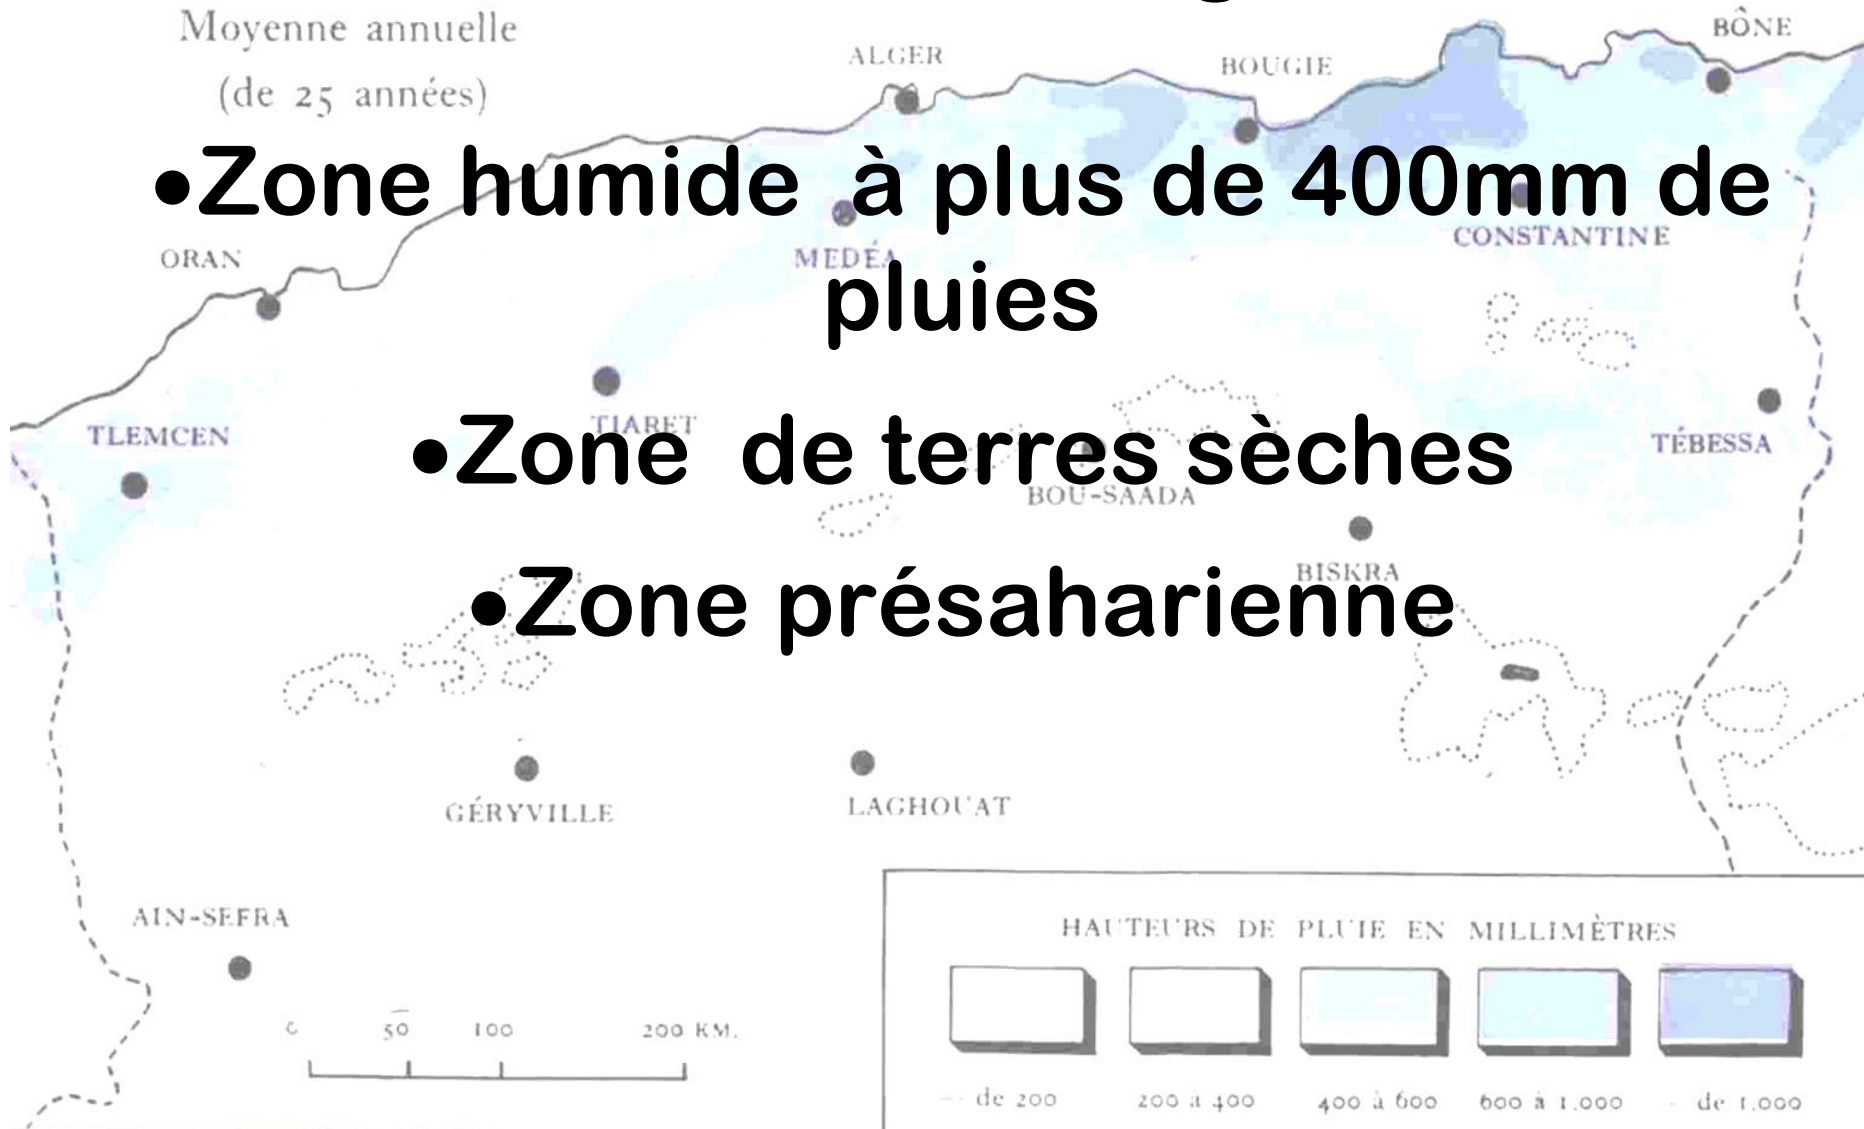 Moyenne annuelle
(de 25 années)
ALGER
BOUGIE
BÔNE
•Zone humide à plus de 400mm de
pluies
MEDÉA
CONSTANTINE
ORAN
TLEMCEN
TIARET
•Zone de terres sèches
BOU-SAADA
TÉBESSA
BISKRA
•Zone présaharienne
GÉRYVILLE
LAGHOUAT
AIN-SEFRA
50 100 200 KM.
HAUTEURS DE PLUIE EN MILLIMÈTRES
de 200 200 à 400 400 à 600 600 à 1.000 de 1.000